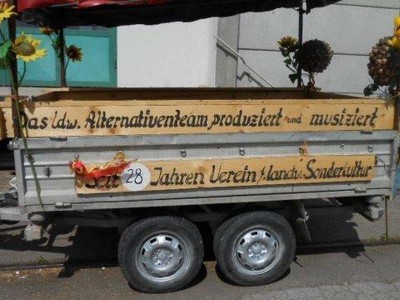 Das ldw. Alternativenteam, produziert und musiziert
Seit 28 Jahren Verein f. landw. Sonderkultur